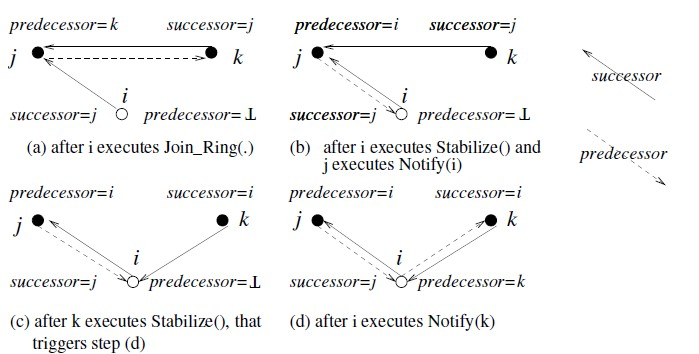 predecessor=k successor=j
j k
i
successor=j predecessor=⊥
(a) after i executes Join_Ring(.)
predecessor=i successor=j
j k
i
successor=j predecessor=⊥
(b) after i executes Stabilize() and
j executes Notify(i)
successor
predecessor
predecessor=i successor=i
j k
i
successor=j predecessor=⊥
(c) after k executes Stabilize(), that
triggers step (d)
predecessor=i successor=i
j k
i
successor=j predecessor=k
(d) after i executes Notify(k)